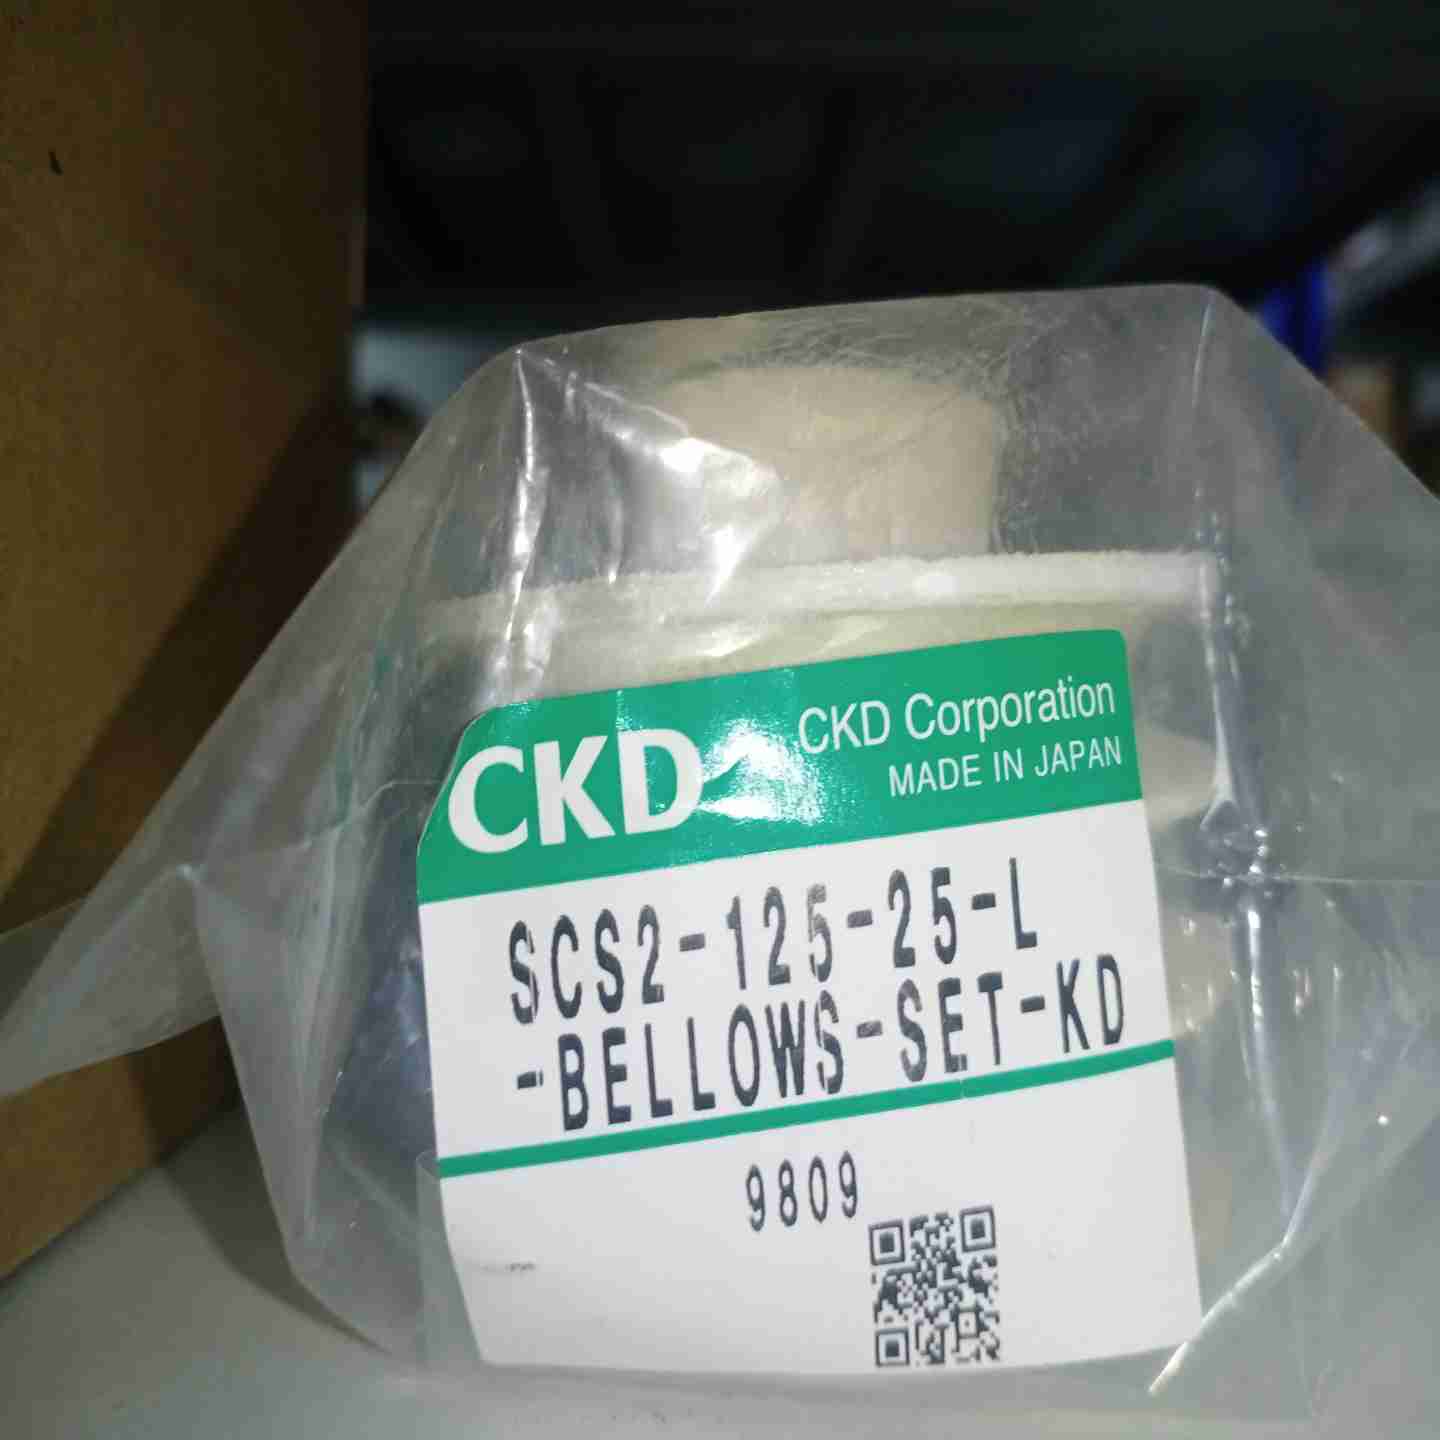 CKD
CKD Corporation
MADE IN JAPAN
SCS2-125-25-L
-BELLOWS-SET-KD
9809